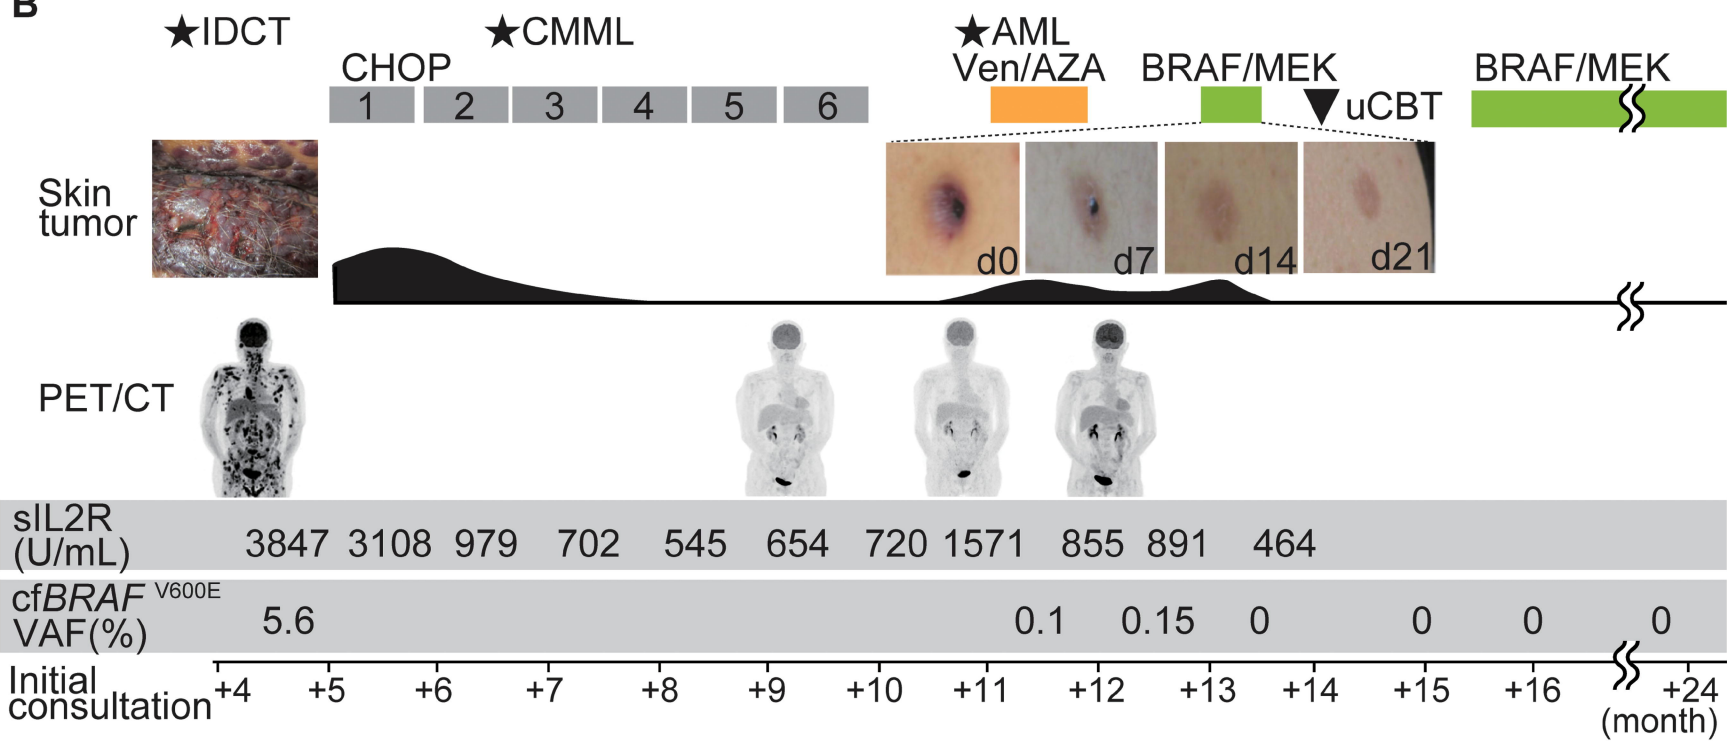 B
★IDCT ★CMML ★AML
CHOP Ven/AZA BRAF/MEK BRAF/MEK
1 2 3 4 5 6 uCBT
Skin
tumor
d0 d7 d14 d21
PET/CT
sIL2R
(U/mL)
3847 3108 979 702 545 654 720 1571 855 891 464
cfBRAF V600E
VAF(%)
5.6 0.1 0.15 0 0 0 0
Initial
consultation
+4 +5 +6 +7 +8 +9 +10 +11 +12 +13 +14 +15 +16 +24
(month)